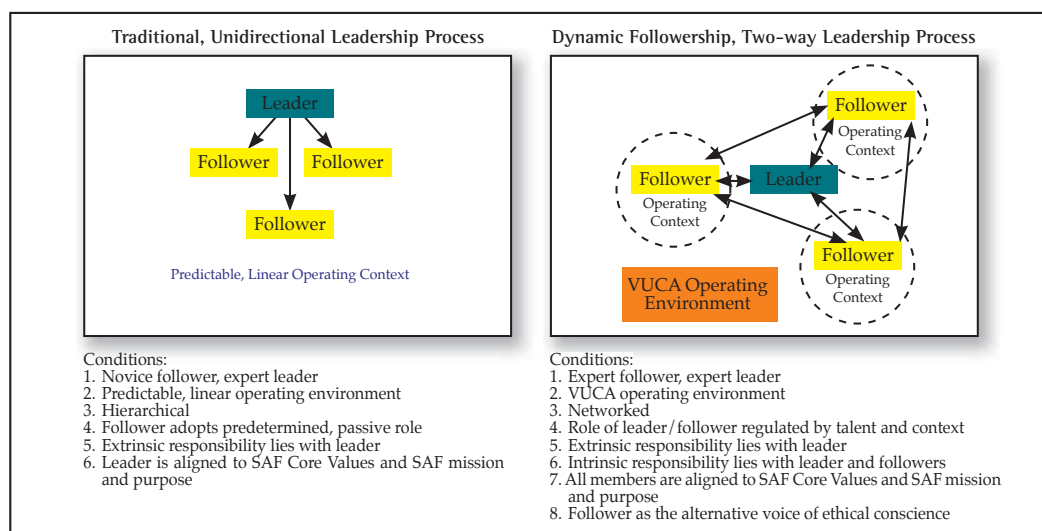 Traditional, Unidirectional Leadership Process
Leader
Follower
Follower
Follower
Predictable, Linear Operating Context
Conditions:
1. Novice follower, expert leader
2. Predictable, linear operating environment
3. Hierarchical
4. Follower adopts predetermined, passive role
5. Extrinsic responsibility lies with leader
6. Leader is aligned to SAF Core Values and SAF mission
and purpose
Dynamic Followership, Two-way Leadership Process
Follower
Operating
Context
Follower
Operating
Context
Leader
Follower
Operating
Context
VUCA Operating
Environment
Conditions:
1. Expert follower, expert leader
2. VUCA operating environment
3. Networked
4. Role of leader/follower regulated by talent and context
5. Extrinsic responsibility lies with leader
6. Intrinsic responsibility lies with leader and followers
7. All members are aligned to SAF Core Values and SAF mission
and purpose
8. Follower as the alternative voice of ethical conscience